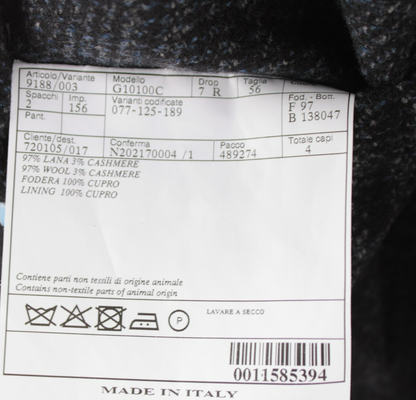 Articolo/Variante Modello Drop Taglia
9188/003 G10100C 7 R 56
Spacchi Imp. Varianti codificate Fod. - Bott.
2 156 077-125-189 F 97
Pant. B 138047
Cliente/dest. Conferma Pacco Totale capi
720105/017 N202170004 /1 489274 4
97% LANA 3% CASHMERE
97% WOOL 3% CASHMERE
FODERA 100% CUPRO
LINING 100% CUPRO
Contiene parti non tessili di origine animale
Contains non-textile parts of animal origin
P LAVARE A SECCO
0011585394
MADE IN ITALY